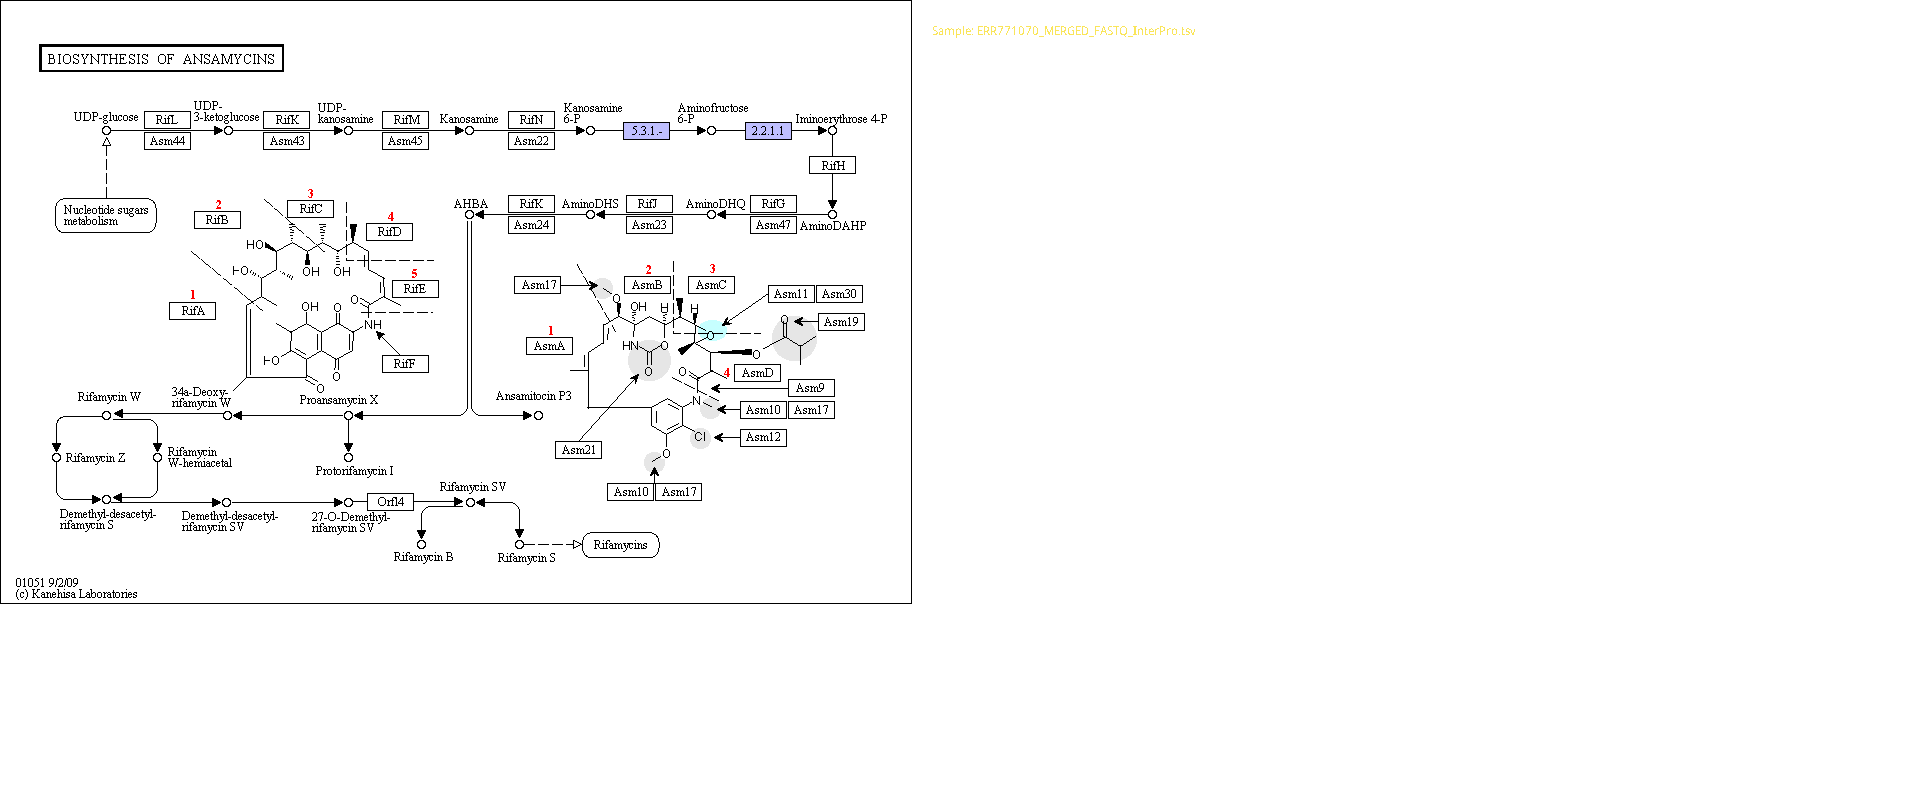 Sample: ERR771070_MERGED_FASTQ_InterPro.tsv
BIOSYNTHESIS OF ANSAMYCINS
UDP-glucose
RifL
Asm44
UDP-
3-ketoglucose
RifK
Asm43
UDP-
kanosamine
RifM
Asm45
Kanosamine
RifN
Asm22
Kanosamine
6-P
5.3.1.-
Aminofructose
6-P
2.2.1.1
Iminoerythrose 4-P
RifH
Nucleotide sugars
metabolism
AHBA
RifK
Asm24
AminoDHS
RifJ
Asm23
AminoDHQ
RifG
Asm47
AminoDAHP
2
RifB
3
RifC
4
RifD
5
RifE
1
RifA
RifF
HO
OH
OH
HO
OH
O
NH
O
HO
O
O
Asm17
2
AsmB
3
AsmC
Asm11
Asm30
Asm19
1
AsmA
4
AsmD
Asm9
Asm10
Asm17
Asm12
Asm21
Asm10
Asm17
O
OH
H
H
O
O
HN
O
O
O
O
N
Cl
O
Rifamycin W
34a-Deoxy-
rifamycin W
Proansamycin X
Ansamitocin P3
Rifamycin Z
Rifamycin
W-hemiacetal
Protorifamycin I
Demethyl-desacetyl-
rifamycin S
Demethyl-desacetyl-
rifamycin SV
27-O-Demethyl-
rifamycin SV
Orf14
Rifamycin SV
Rifamycin B
Rifamycin S
Rifamycins
01051 9/2/09
(c) Kanehisa Laboratories